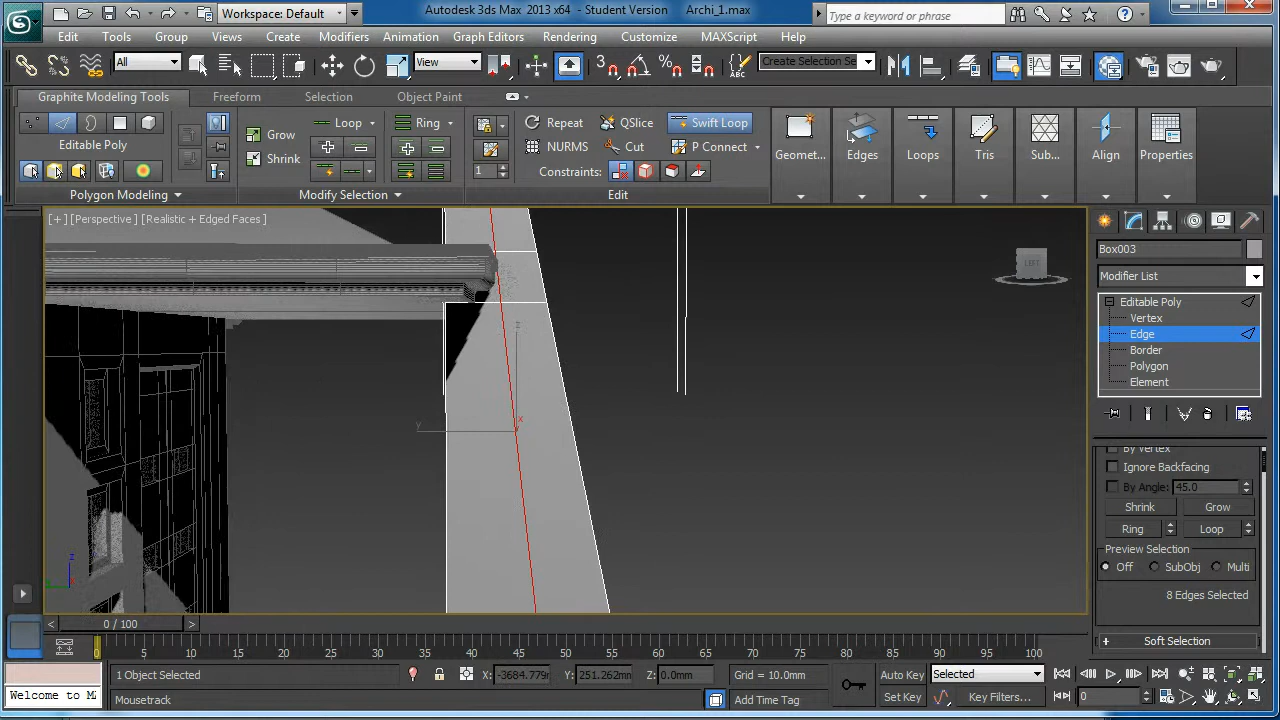 Workspace: Default
Autodesk 3ds Max  2013 x64  - Student Version
Archi_1.max
Type a keyword or phrase
Edit
Tools
Group
Views
Create
Modifiers
Animation
Graph Editors
Rendering
Customize
MAXScript
Help
All
View
3
Create Selection Se
ABC
Graphite Modeling Tools
Freeform
Selection
Object Paint
Editable Poly
Polygon Modeling
Grow
Shrink
Loop
Ring
Modify Selection
1
Repeat
QSlice
Swift Loop
NURMS
Cut
P Connect
Constraints:
Edit
Geomet...
Edges
Loops
Tris
Sub...
Align
Properties
[+] [Perspective] [Realistic + Edged Faces]
LEFT
z
x
y
z
Box003
Modifier List
Editable Poly
Vertex
Edge
Border
Polygon
Element
By Vertex
Ignore Backfacing
By Angle: 45.0
Shrink
Grow
Ring
Loop
Preview Selection
Off
SubObj
Multi
8 Edges Selected
+ Soft Selection
< 0 / 100 >
0 5 10 15 20 25 30 35 40 45 50 55 60 65 70 75 80 85 90 95 100
1 Object Selected
X: -3684.779m
Y: 251.262mm
Z: 0.0mm
Grid = 10.0mm
Auto Key
Selected
Welcome to MA
Mousetrack
Add Time Tag
Set Key
Key Filters...
0